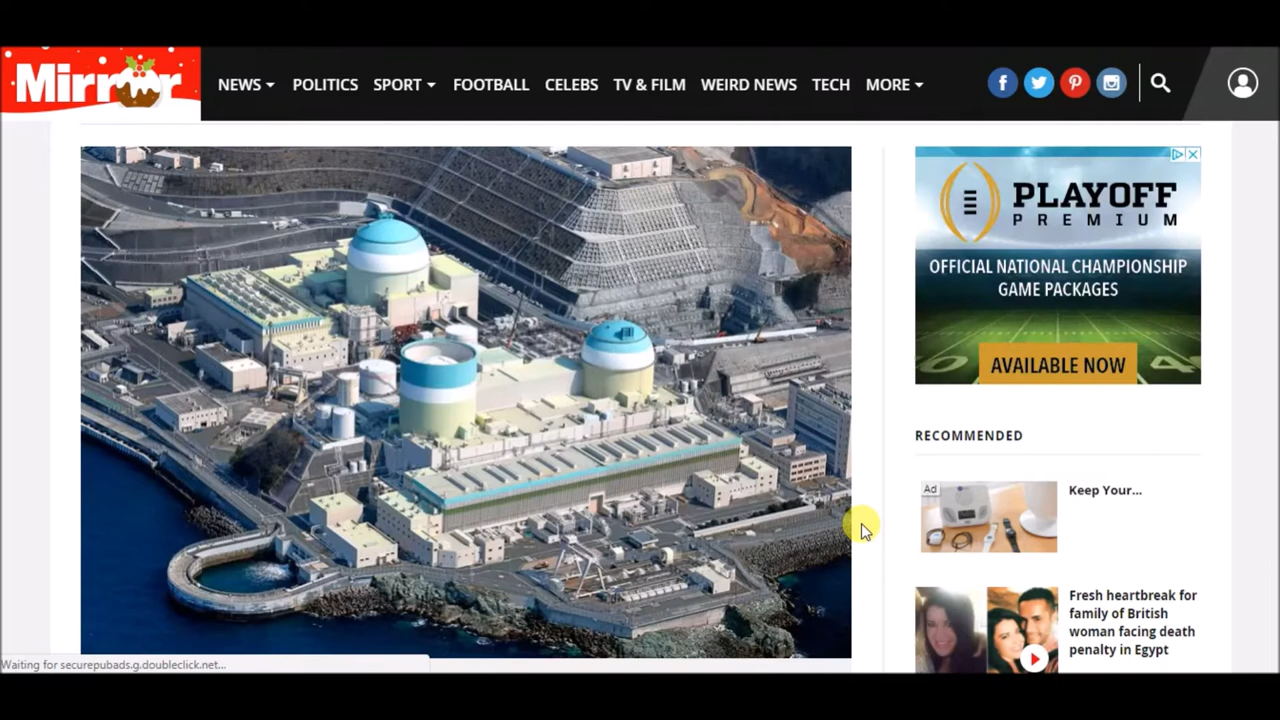 Mirror
NEWS POLITICS SPORT FOOTBALL CELEBS TV & FILM WEIRD NEWS TECH MORE
PLAYOFF
PREMIUM
OFFICIAL NATIONAL CHAMPIONSHIP
GAME PACKAGES
AVAILABLE NOW
RECOMMENDED
Ad
Keep Your...
Fresh heartbreak for
family of British
woman facing death
penalty in Egypt
Waiting for securepubads.g.doubleclick.net...